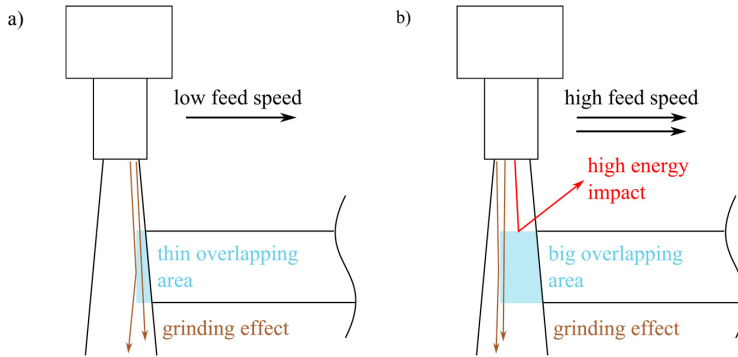 a)
low feed speed
thin overlapping
area
grinding effect
b)
high feed speed
high energy
impact
big overlapping
area
grinding effect